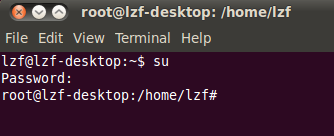 root@lzf-desktop: /home/lzf
File Edit View Terminal Help
lzf@lzf-desktop:~$ su
Password:
root@lzf-desktop:/home/lzf#